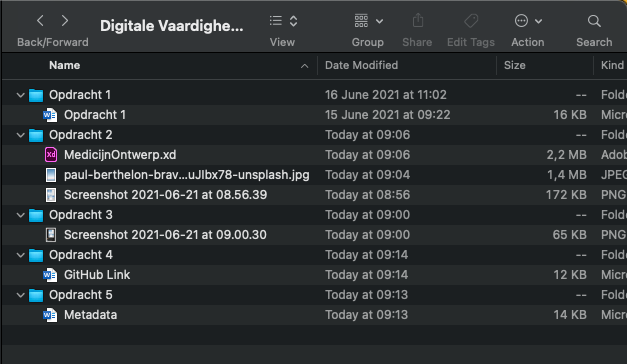 Digitale Vaardighe...
Back/Forward View Group Share Edit Tags Action Search
Name Date Modified Size Kind
Opdracht 1 16 June 2021 at 11:02 -- Folde
Opdracht 1 15 June 2021 at 09:22 16 KB Micro
Opdracht 2 Today at 09:06 -- Folde
Xd MedicijnOntwerp.xd Today at 09:06 2,2 MB Adob
paul-berthelon-brav...uJlbx78-unsplash.jpg Today at 09:04 1,4 MB JPEG
Screenshot 2021-06-21 at 08.56.39 Today at 08:56 172 KB PNG
Opdracht 3 Today at 09:00 -- Folde
Screenshot 2021-06-21 at 09.00.30 Today at 09:00 65 KB PNG
Opdracht 4 Today at 09:14 -- Folde
GitHub Link Today at 09:14 12 KB Micro
Opdracht 5 Today at 09:13 -- Folde
Metadata Today at 09:13 14 KB Micro